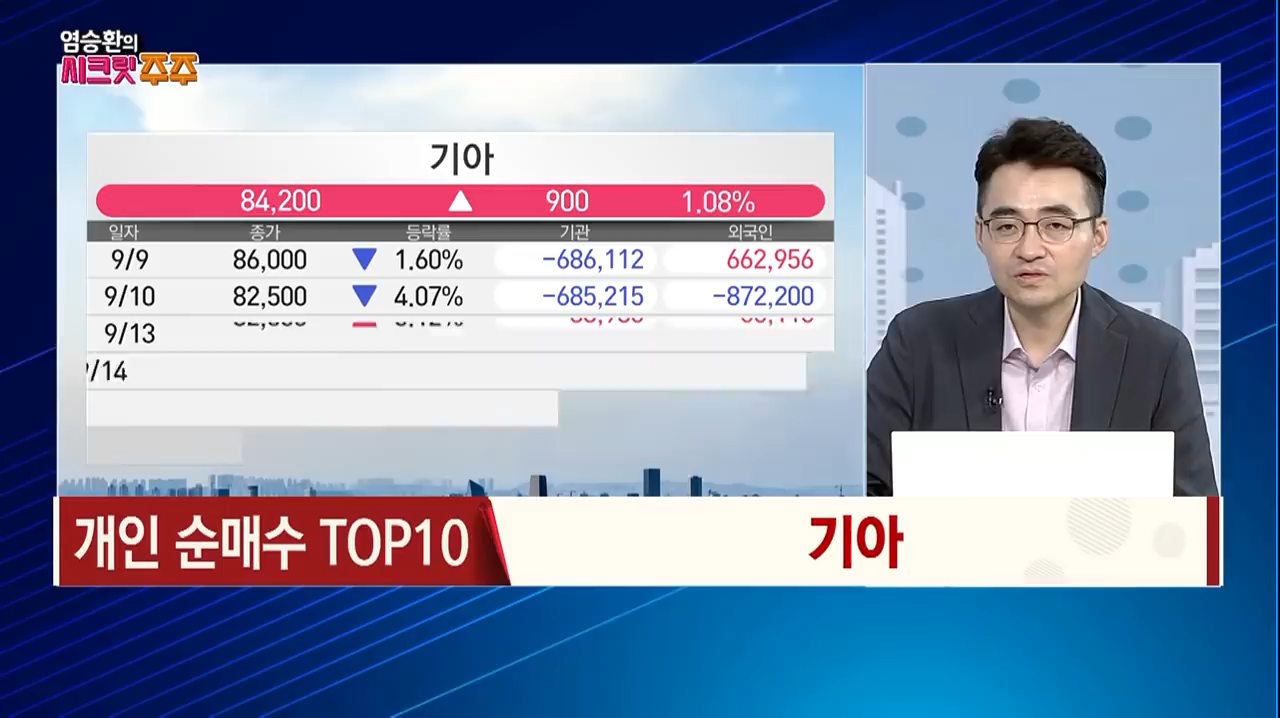 염승환의
시크릿 주주
기아
84,200 ▲ 900 1.08%
일자 종가 등락률 기관 외국인
9/9 86,000 ▼ 1.60% -686,112 662,956
9/10 82,500 ▼ 4.07% -685,215 -872,200
9/13
/14
개인 순매수 TOP10
기아